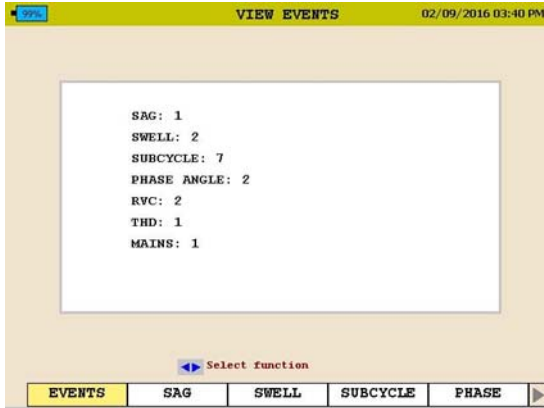 99% VIEW EVENTS 02/09/2016 03:40 PM
SAG: 1
SWELL: 2
SUBCYCLE: 7
PHASE ANGLE: 2
RVC: 2
THD: 1
MAINS: 1
Select function
EVENTS SAG SWELL SUBCYCLE PHASE